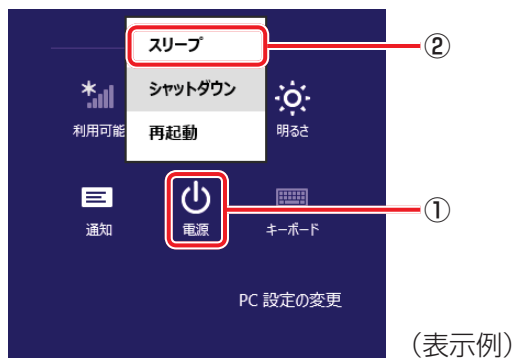 スリープ
②
シャットダウン
利用可能
再起動
明るさ
通知
電源
①
キーボード
PC 設定の変更
(表示例)